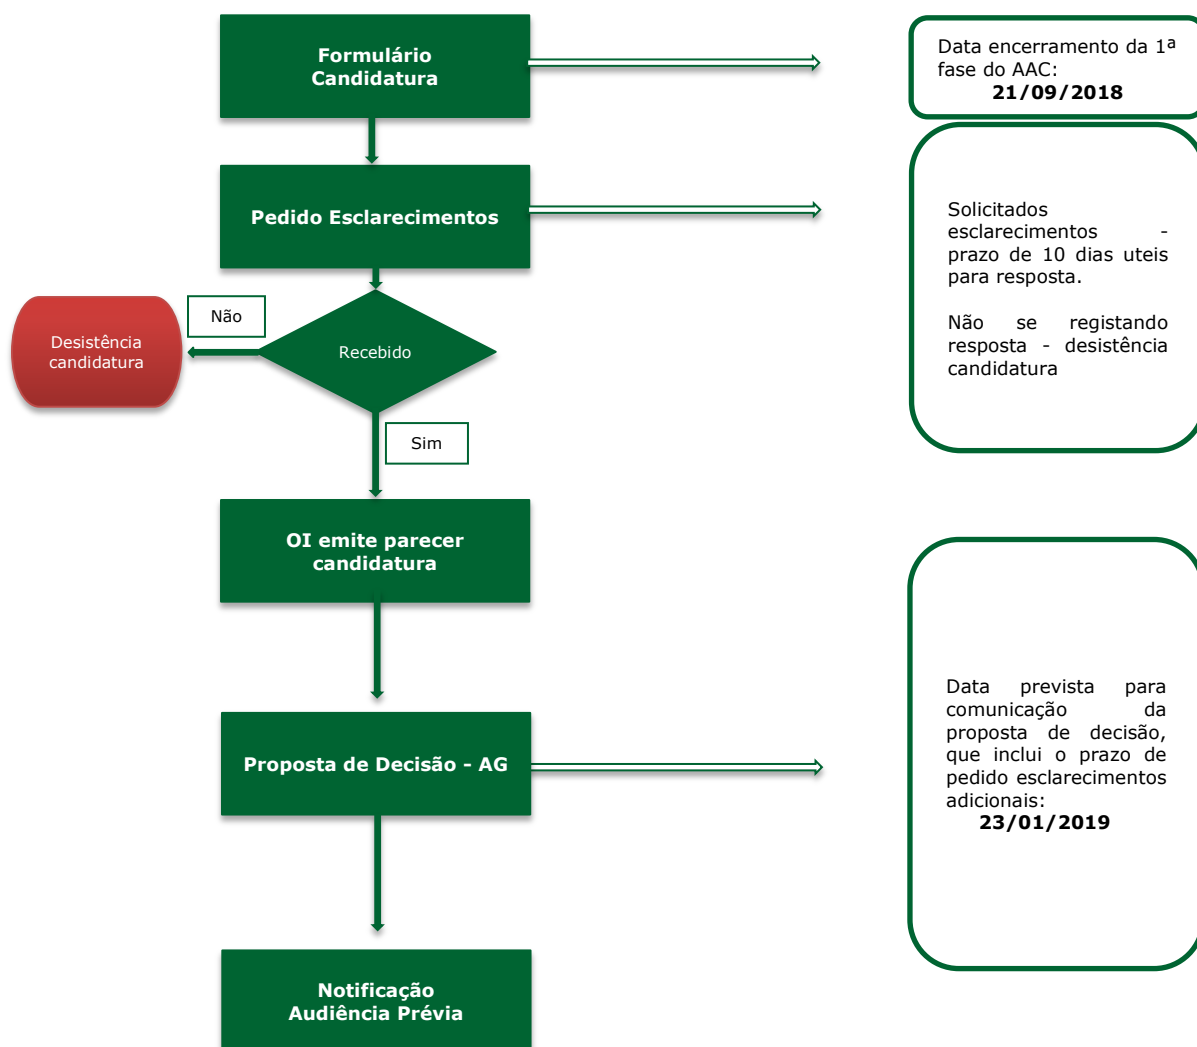 Formulário
Candidatura
Data encerramento da 1ª
fase do AAC:
21/09/2018
Pedido Esclarecimentos
Solicitados
esclarecimentos -
prazo de 10 dias uteis
para resposta.
Não se registando
resposta - desistência
candidatura
Não
Desistência
candidatura
Recebido
Sim
OI emite parecer
candidatura
Proposta de Decisão - AG
Data prevista para
comunicação da
proposta de decisão,
que inclui o prazo de
pedido esclarecimentos
adicionais:
23/01/2019
Notificação
Audiência Prévia